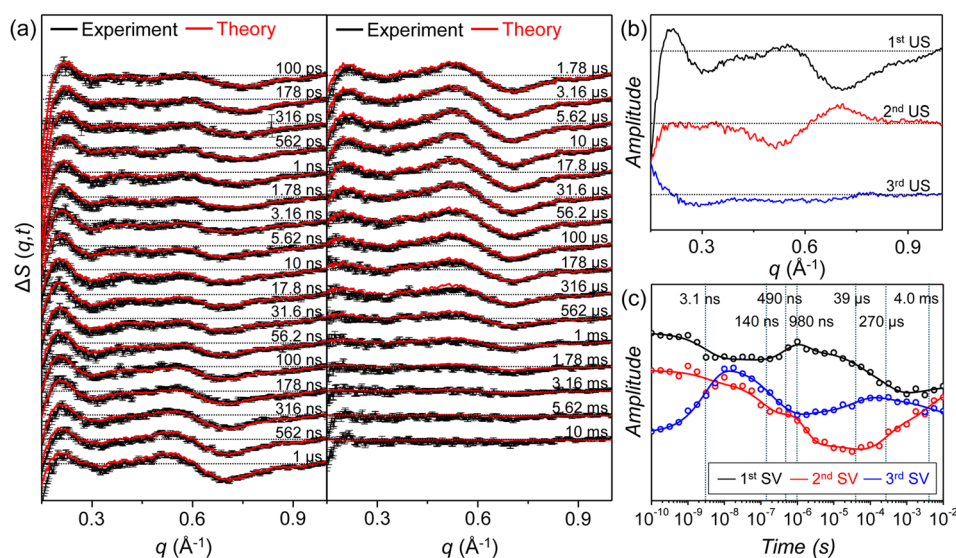 (a)
Experiment Theory
Experiment Theory
ΔS (q,t)
100 ps
178 ps
316 ps
562 ps
1 ns
1.78 ns
3.16 ns
5.62 ns
10 ns
17.8 ns
31.6 ns
56.2 ns
100 ns
178 ns
316 ns
562 ns
1 μs
1.78 μs
3.16 μs
5.62 μs
10 μs
17.8 μs
31.6 μs
56.2 μs
100 μs
178 μs
316 μs
562 μs
1 ms
1.78 ms
3.16 ms
5.62 ms
10 ms
0.3 0.6 0.9 0.3 0.6 0.9
q (Å⁻¹) q (Å⁻¹)
(b)
Amplitude
1ˢᵗ US
2ⁿᵈ US
3ʳᵈ US
0.3 0.6 0.9
q (Å⁻¹)
(c)
Amplitude
3.1 ns 490 ns 39 μs 4.0 ms
140 ns 980 ns 270 μs
1ˢᵗ SV 2ⁿᵈ SV 3ʳᵈ SV
10⁻¹⁰ 10⁻⁹ 10⁻⁸ 10⁻⁷ 10⁻⁶ 10⁻⁵ 10⁻⁴ 10⁻³ 10⁻²
Time (s)